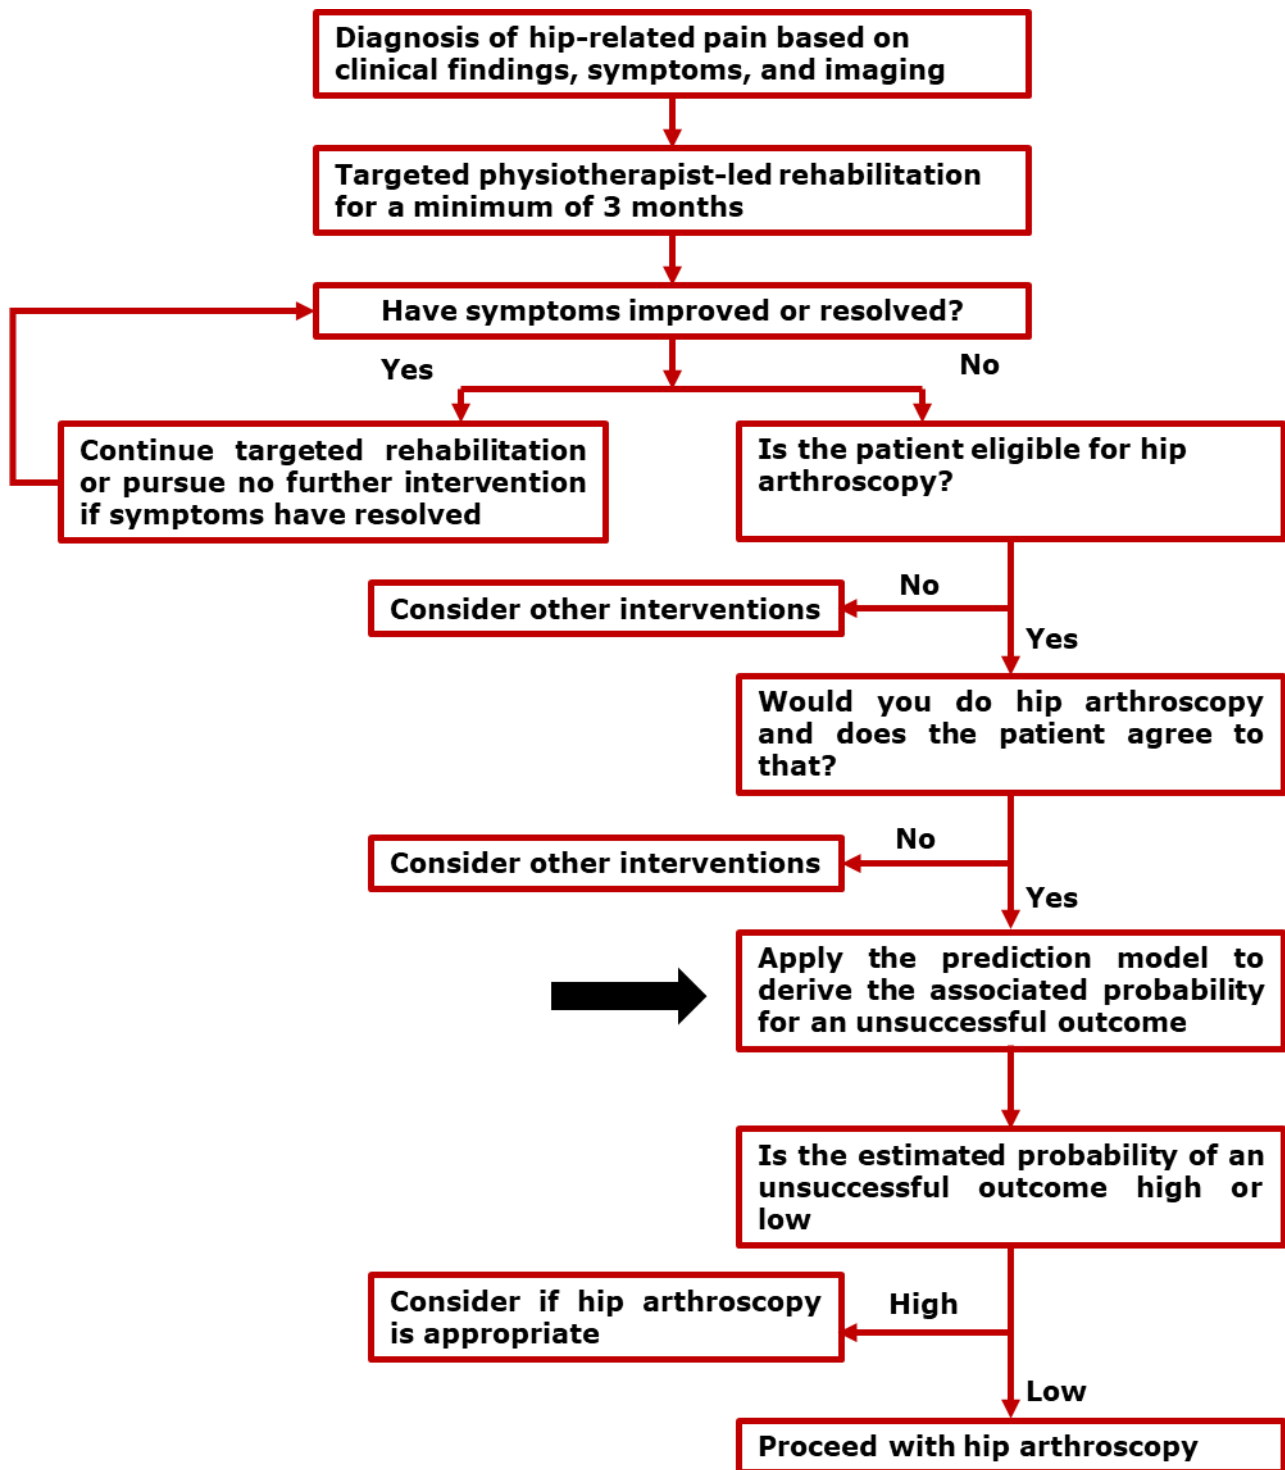 Diagnosis of hip-related pain based on
clinical findings, symptoms, and imaging
Targeted physiotherapist-led rehabilitation
for a minimum of 3 months
Have symptoms improved or resolved?
Yes
No
Continue targeted rehabilitation
or pursue no further intervention
if symptoms have resolved
Is the patient eligible for hip
arthroscopy?
No
Consider other interventions
Yes
Would you do hip arthroscopy
and does the patient agree to
that?
No
Consider other interventions
Yes
Apply the prediction model to
derive the associated probability
for an unsuccessful outcome
Is the estimated probability of an
unsuccessful outcome high or
low
High
Consider if hip arthroscopy
is appropriate
Low
Proceed with hip arthroscopy